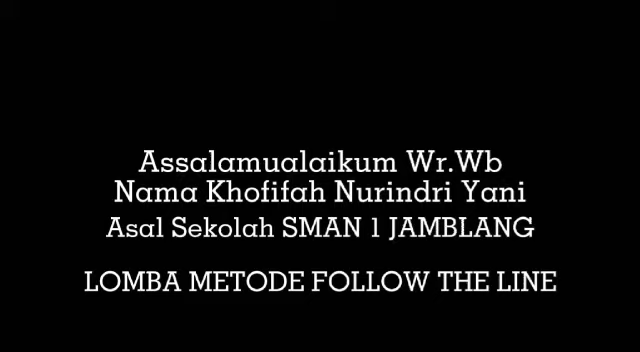 Assalamualaikum Wr.Wb
Nama Khofifah Nurindri Yani
Asal Sekolah SMAN 1 JAMBLANG
LOMBA METODE FOLLOW THE LINE